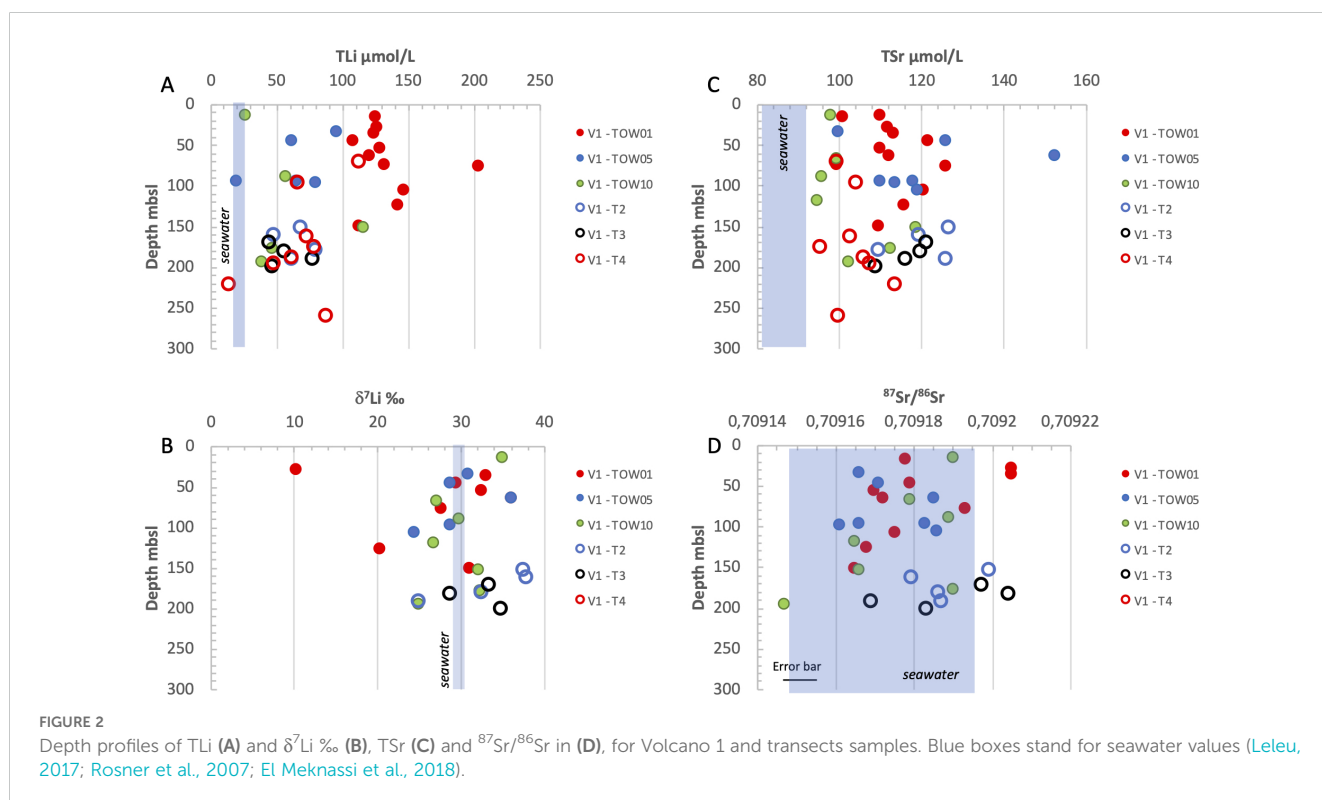 TLi µmol/L
A
0 50 100 150 200 250
0
50
100
150
200
250
300
Depth mbsl
seawater
V1 - TOW01
V1 - TOW05
V1 - TOW10
V1 - T2
V1 - T3
V1 - T4
TSr µmol/L
C
80 100 120 140 160
0
50
100
150
200
250
300
Depth mbsl
seawater
V1 - TOW01
V1 - TOW05
V1 - TOW10
V1 - T2
V1 - T3
V1 - T4
δ⁷Li ‰
B
0 10 20 30 40
0
50
100
150
200
250
300
Depth mbsl
seawater
V1 - TOW01
V1 - TOW05
V1 - TOW10
V1 - T2
V1 - T3
V1 - T4
⁸⁷Sr/⁸⁶Sr
D
0,70914 0,70916 0,70918 0,7092 0,70922
0
50
100
150
200
250
300
Depth mbsl
Error bar
seawater
V1 - TOW01
V1 - TOW05
V1 - TOW10
V1 - T2
V1 - T3
V1 - T4
FIGURE 2
Depth profiles of TLi (A) and δ⁷Li ‰ (B), TSr (C) and ⁸⁷Sr/⁸⁶Sr in (D), for Volcano 1 and transects samples. Blue boxes stand for seawater values (Leleu,
2017; Rosner et al., 2007; El Meknassi et al., 2018).